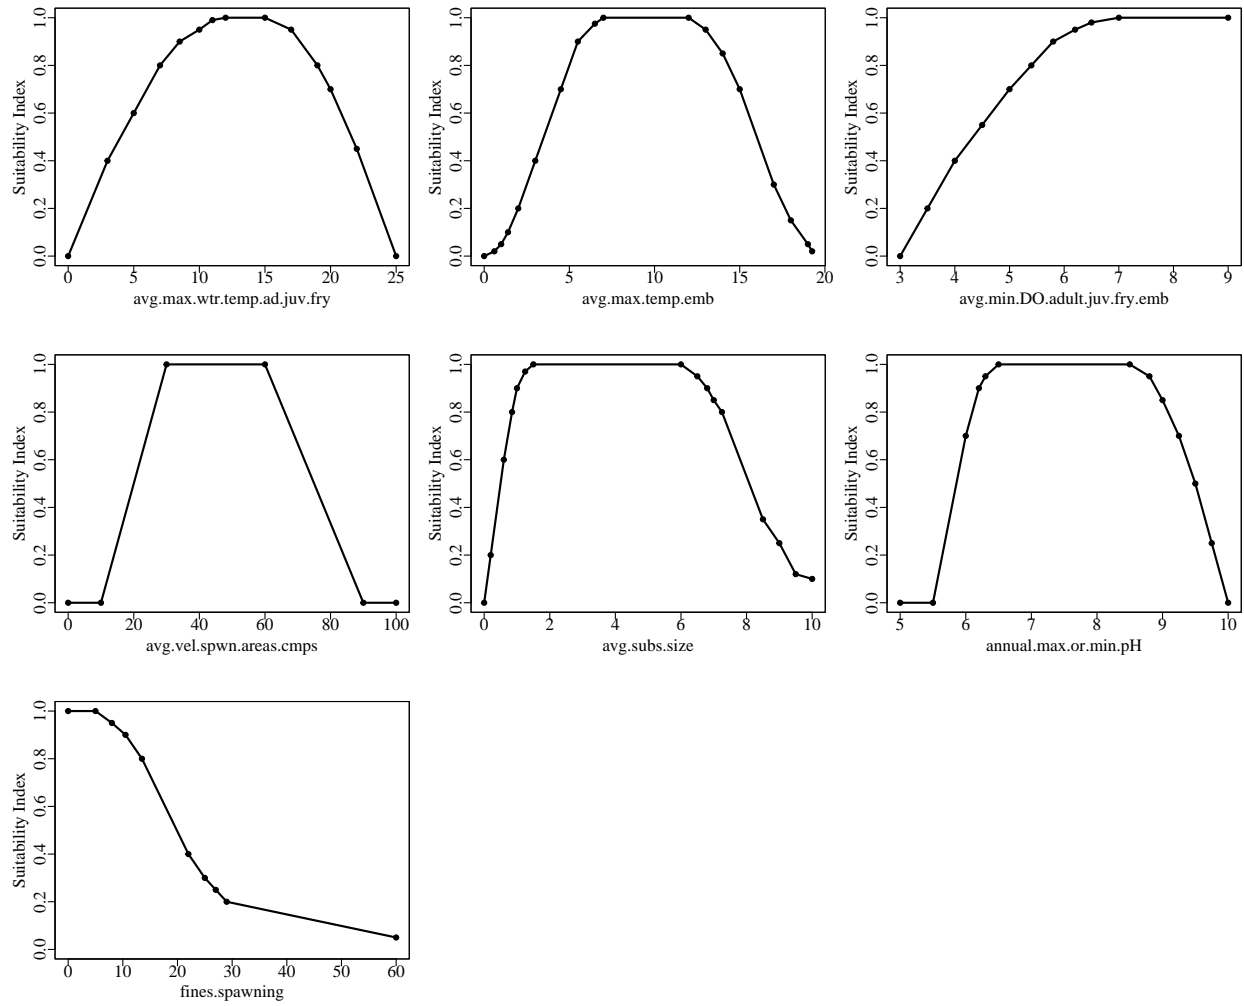 Suitability Index
0.0 0.2 0.4 0.6 0.8 1.0
0 5 10 15 20 25
avg.max.wtr.temp.ad.juv.fry
Suitability Index
0.0 0.2 0.4 0.6 0.8 1.0
0 5 10 15 20
avg.max.temp.emb
Suitability Index
0.0 0.2 0.4 0.6 0.8 1.0
3 4 5 6 7 8 9
avg.min.DO.adult.juv.fry.emb
Suitability Index
0.0 0.2 0.4 0.6 0.8 1.0
0 20 40 60 80 100
avg.vel.spwn.areas.cmps
Suitability Index
0.0 0.2 0.4 0.6 0.8 1.0
0 2 4 6 8 10
avg.subs.size
Suitability Index
0.0 0.2 0.4 0.6 0.8 1.0
5 6 7 8 9 10
annual.max.or.min.pH
Suitability Index
0.0 0.2 0.4 0.6 0.8 1.0
0 10 20 30 40 50 60
fines.spawning